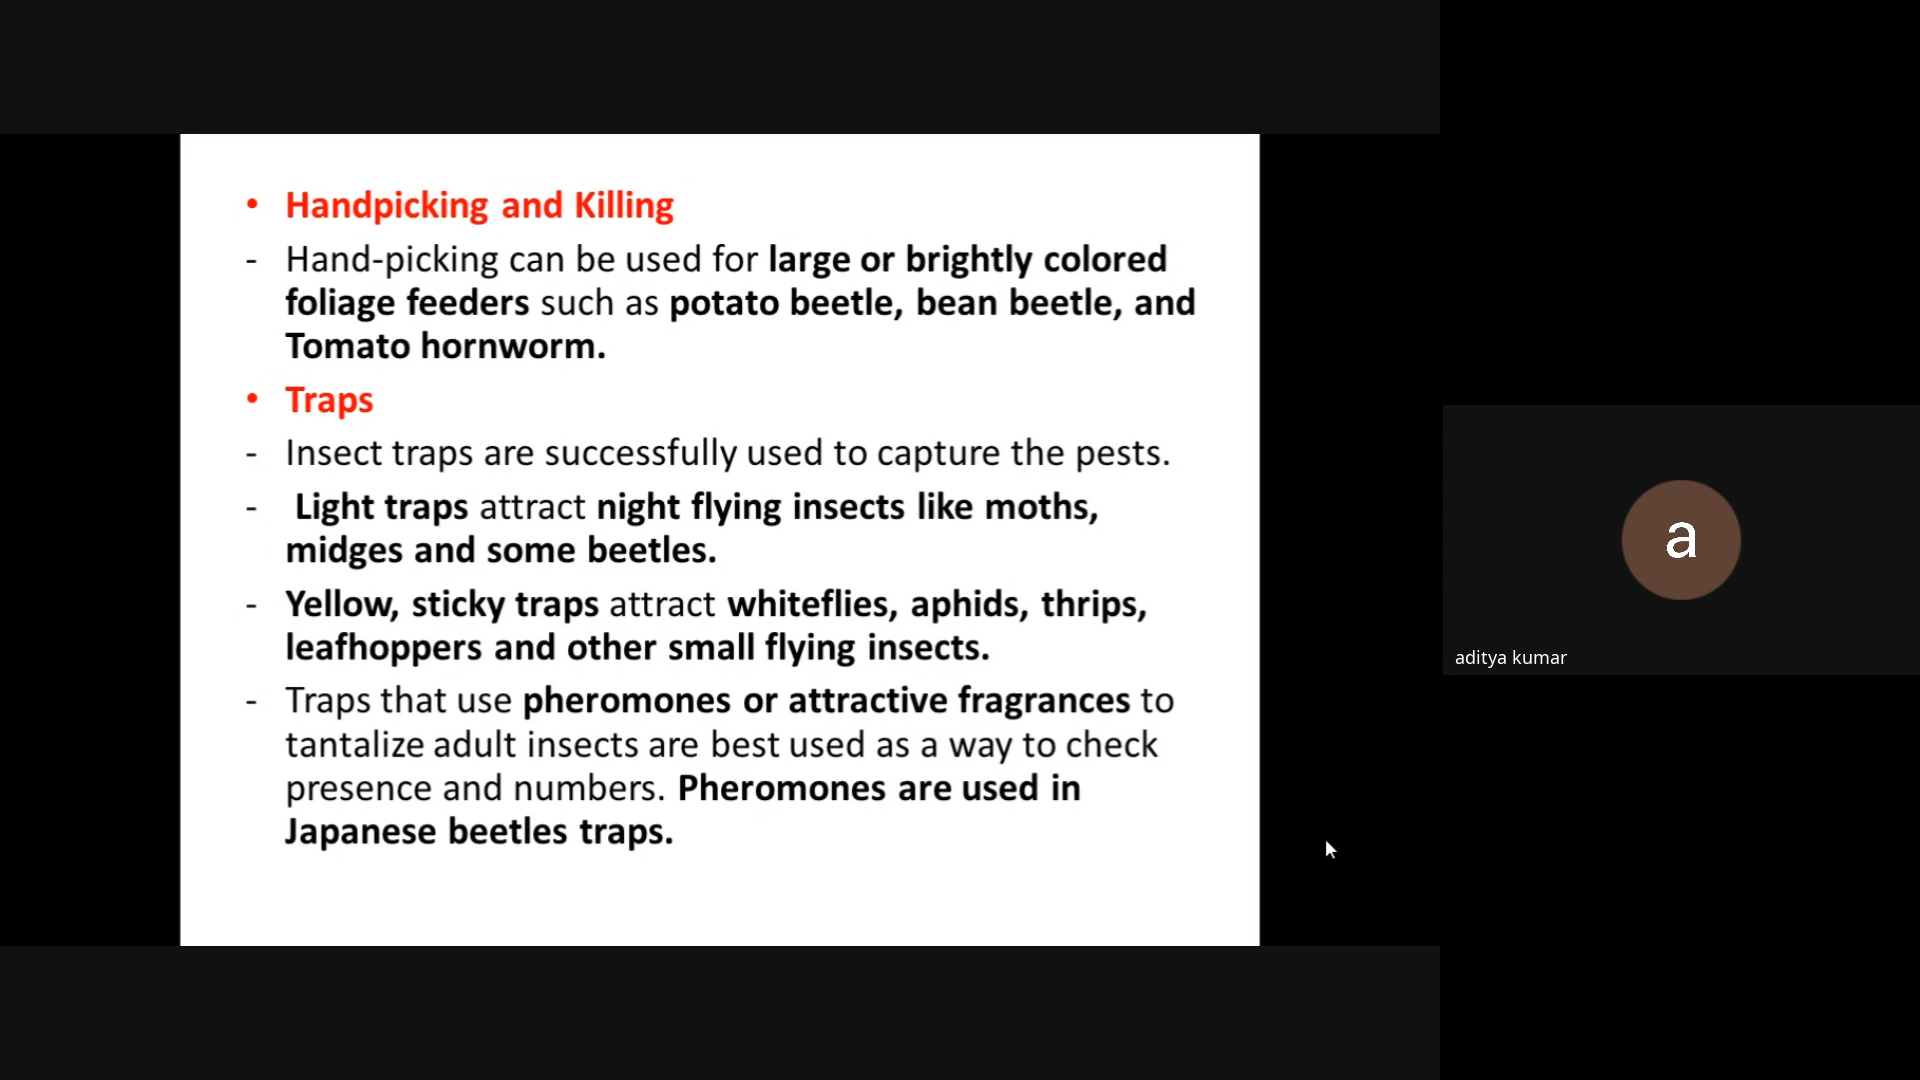 • Handpicking and Killing
- Hand-picking can be used for large or brightly colored
foliage feeders such as potato beetle, bean beetle, and
Tomato hornworm.
• Traps
- Insect traps are successfully used to capture the pests.
- Light traps attract night flying insects like moths,
midges and some beetles.
- Yellow, sticky traps attract whiteflies, aphids, thrips,
leafhoppers and other small flying insects.
- Traps that use pheromones or attractive fragrances to
tantalize adult insects are best used as a way to check
presence and numbers. Pheromones are used in
Japanese beetles traps.
a
aditya kumar